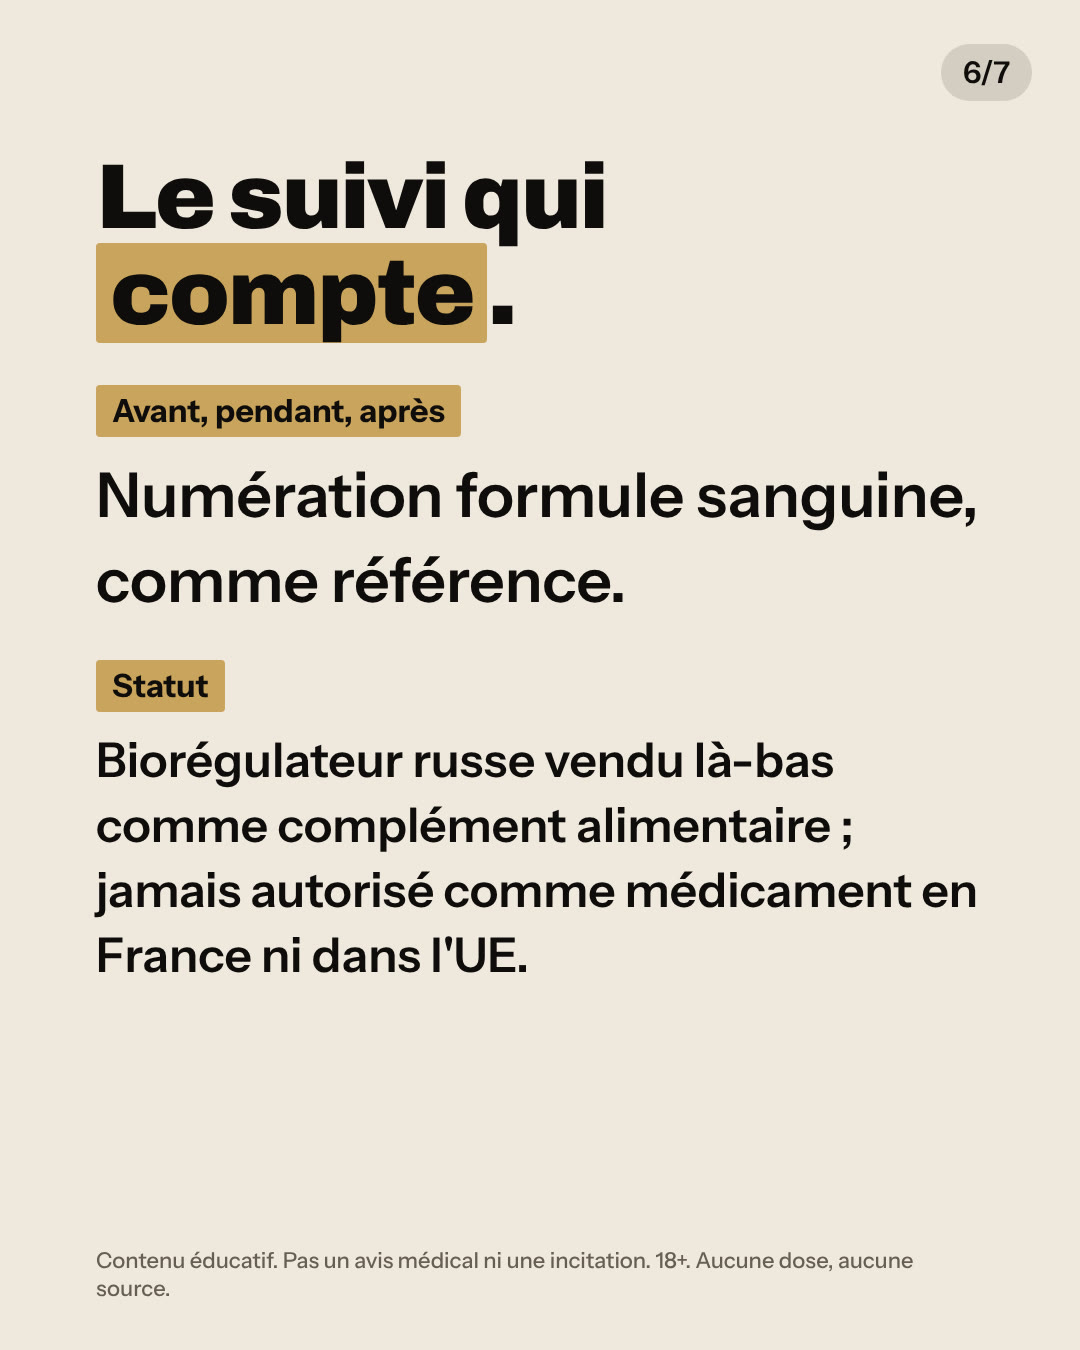 6/7
Le suivi qui
compte.
Avant, pendant, après
Numération formule sanguine,
comme référence.
Statut
Biorégulateur russe vendu là-bas
comme complément alimentaire ;
jamais autorisé comme médicament en
France ni dans l'UE.
Contenu éducatif. Pas un avis médical ni une incitation. 18+. Aucune dose, aucune
source.